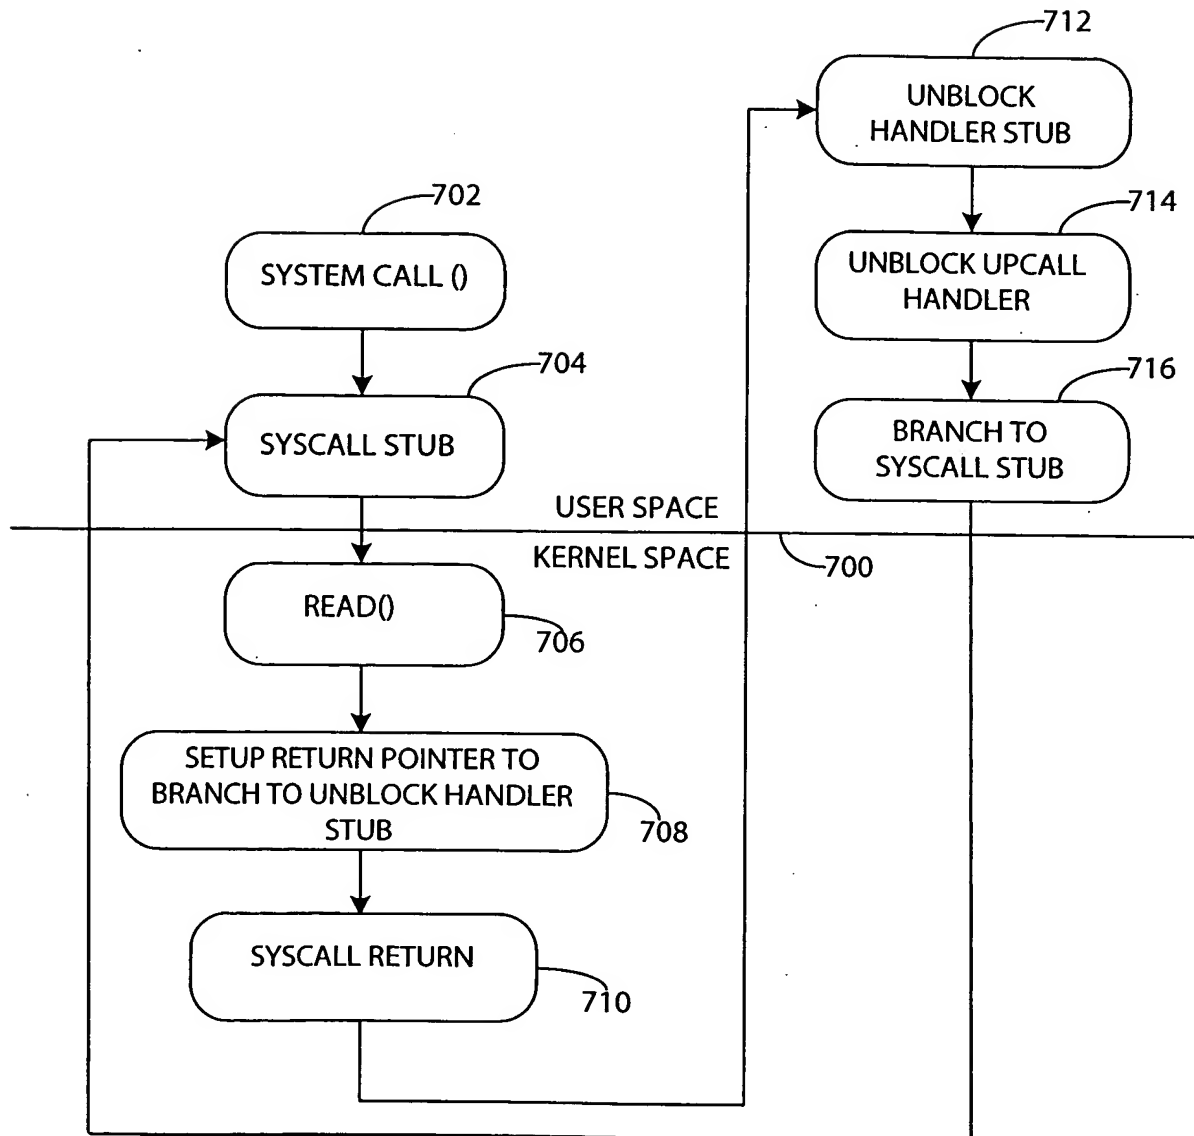 712
UNBLOCK
HANDLER STUB
702
714
SYSTEM CALL ()
UNBLOCK UPCALL
HANDLER
704
716
SYSCALL STUB
BRANCH TO
SYSCALL STUB
USER SPACE
KERNEL SPACE
700
READ()
706
SETUP RETURN POINTER TO
BRANCH TO UNBLOCK HANDLER
STUB
708
SYSCALL RETURN
710